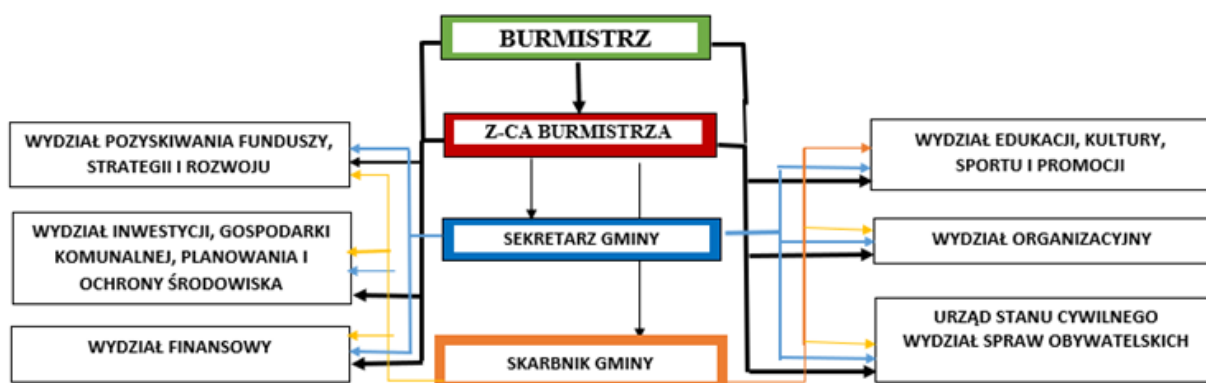 BURMISTRZ
Z-CA BURMISTRZA
WYDZIAŁ POZYSKIWANIA FUNDUSZY,
STRATEGII I ROZWOJU
WYDZIAŁ EDUKACJI, KULTURY,
SPORTU I PROMOCJI
WYDZIAŁ INWESTYCJI, GOSPODARKI
KOMUNALNEJ, PLANOWANIA I
OCHRONY ŚRODOWISKA
SEKRETARZ GMINY
WYDZIAŁ ORGANIZACYJNY
WYDZIAŁ FINANSOWY
SKARBNIK GMINY
URZĄD STANU CYWILNEGO
WYDZIAŁ SPRAW OBYWATELSKICH